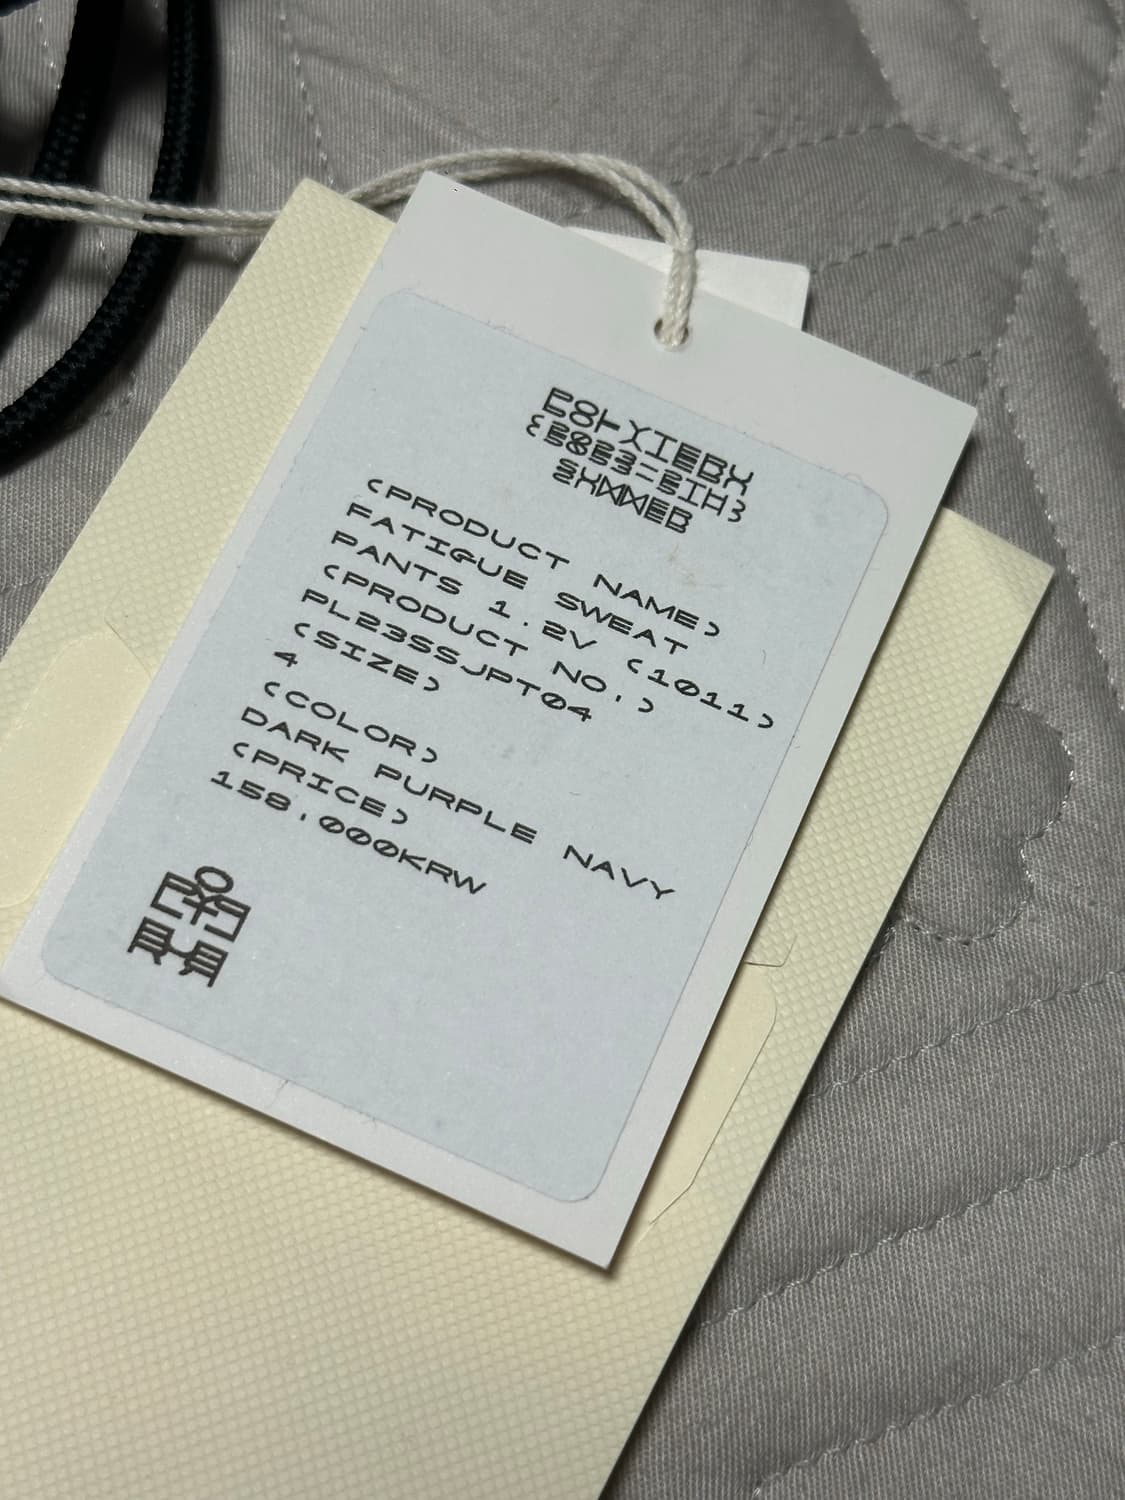 (PRODUCT NAME)
FATIGUE SWEAT
PANTS 1.2V (1011)
(PRODUCT NO.)
PL23SSJPT04
(SIZE)
4
(COLOR)
DARK PURPLE NAVY
(PRICE)
158,000KRW